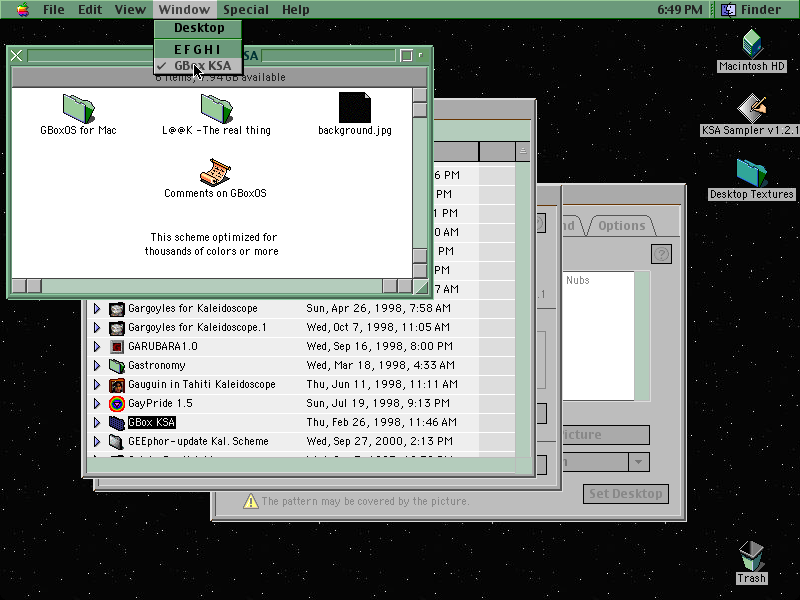 File Edit View Window Special Help 6:49 PM Finder
Desktop
E F G H I
GBox KSA
SA
6 items, 7.94 GB available
GBoxOS for Mac
L@@K -The real thing
background.jpg
Comments on GBoxOS
This scheme optimized for
thousands of colors or more
Macintosh HD
KSA Sampler v1.2.1
Desktop Textures
6 PM
PM
1 PM
0 AM
PM
PM
7 AM
nd
Options
?
Nubs
.1
Gargoyles for Kaleidoscope Sun, Apr 26, 1998, 7:58 AM
Gargoyles for Kaleidoscope.1 Wed, Oct 7, 1998, 11:05 AM
GARUBARA1.0 Wed, Sep 16, 1998, 8:00 PM
Gastronomy Wed, Mar 18, 1998, 4:33 AM
Gauguin in Tahiti Kaleidoscope Thu, Jun 11, 1998, 11:11 AM
GayPride 1.5 Sun, Jul 19, 1998, 9:13 PM
GBox KSA Thu, Feb 26, 1998, 11:46 AM
GEEphor-update Kal. Scheme Wed, Sep 27, 2000, 2:13 PM
icture
Set Desktop
The pattern may be covered by the picture.
Trash